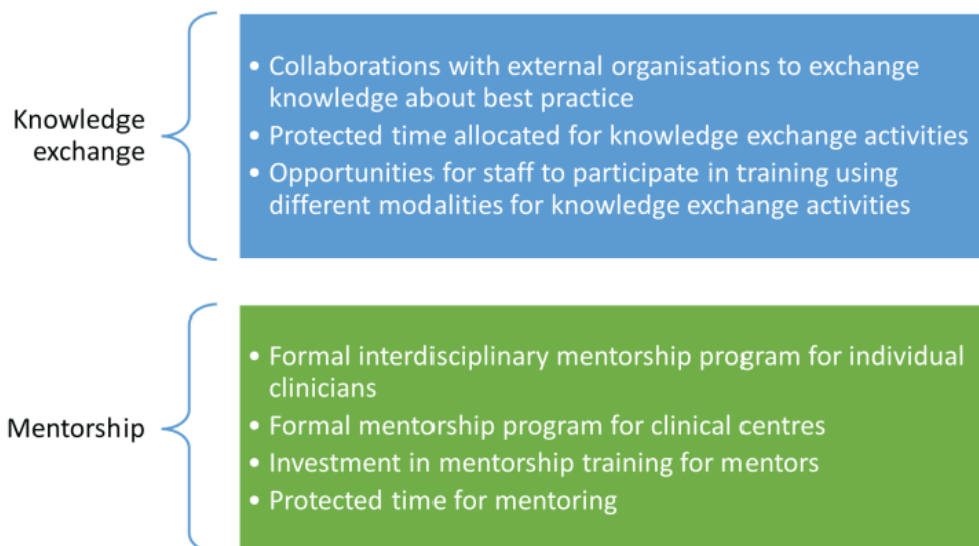 Knowledge
exchange
• Collaborations with external organisations to exchange
knowledge about best practice
• Protected time allocated for knowledge exchange activities
• Opportunities for staff to participate in training using
different modalities for knowledge exchange activities
Mentorship
• Formal interdisciplinary mentorship program for individual
clinicians
• Formal mentorship program for clinical centres
• Investment in mentorship training for mentors
• Protected time for mentoring